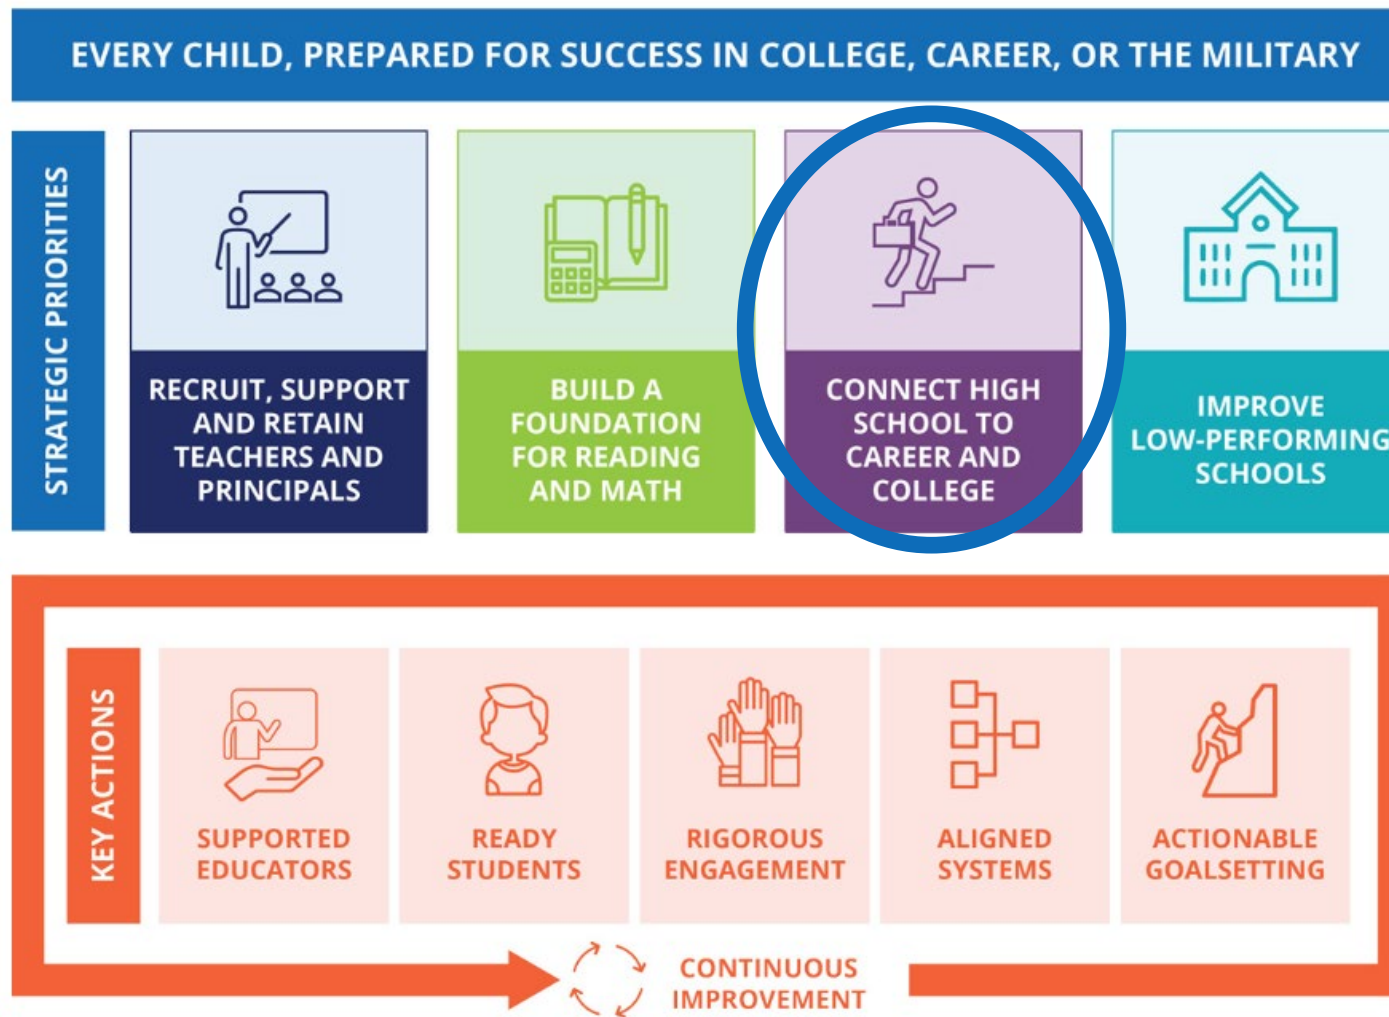 EVERY CHILD, PREPARED FOR SUCCESS IN COLLEGE, CAREER, OR THE MILITARY
STRATEGIC PRIORITIES
RECRUIT, SUPPORT
AND RETAIN
TEACHERS AND
PRINCIPALS
BUILD A
FOUNDATION
FOR READING
AND MATH
CONNECT HIGH
SCHOOL TO
CAREER AND
COLLEGE
IMPROVE
LOW-PERFORMING
SCHOOLS
KEY ACTIONS
SUPPORTED
EDUCATORS
READY
STUDENTS
RIGOROUS
ENGAGEMENT
ALIGNED
SYSTEMS
ACTIONABLE
GOALSETTING
CONTINUOUS
IMPROVEMENT